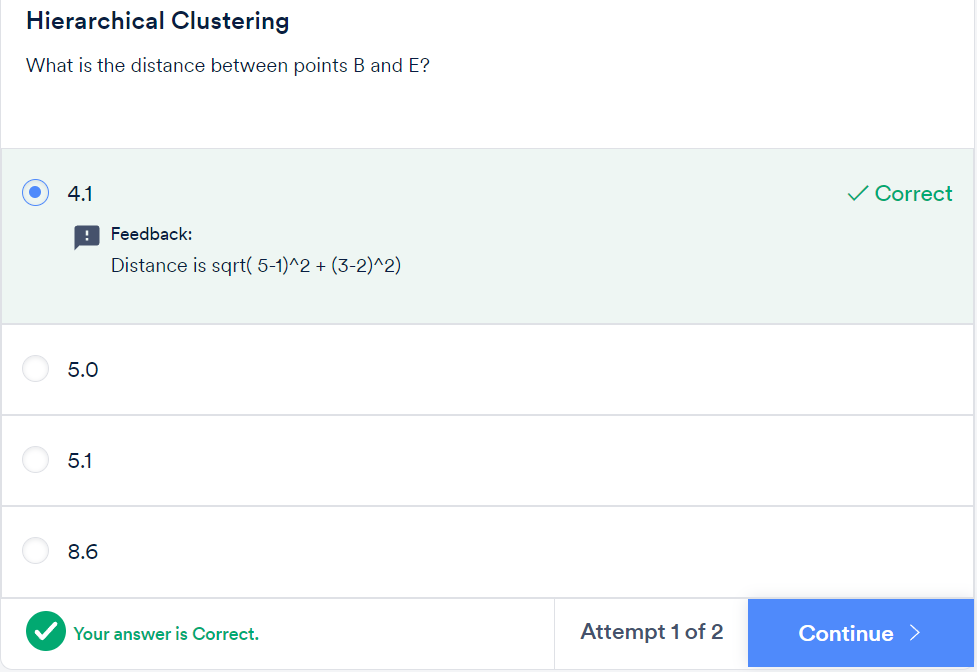 Hierarchical Clustering
What is the distance between points B and E?
4.1
Correct
Feedback:
Distance is sqrt( 5-1)^2 + (3-2)^2)
5.0
5.1
8.6
Your answer is Correct.
Attempt 1 of 2
Continue